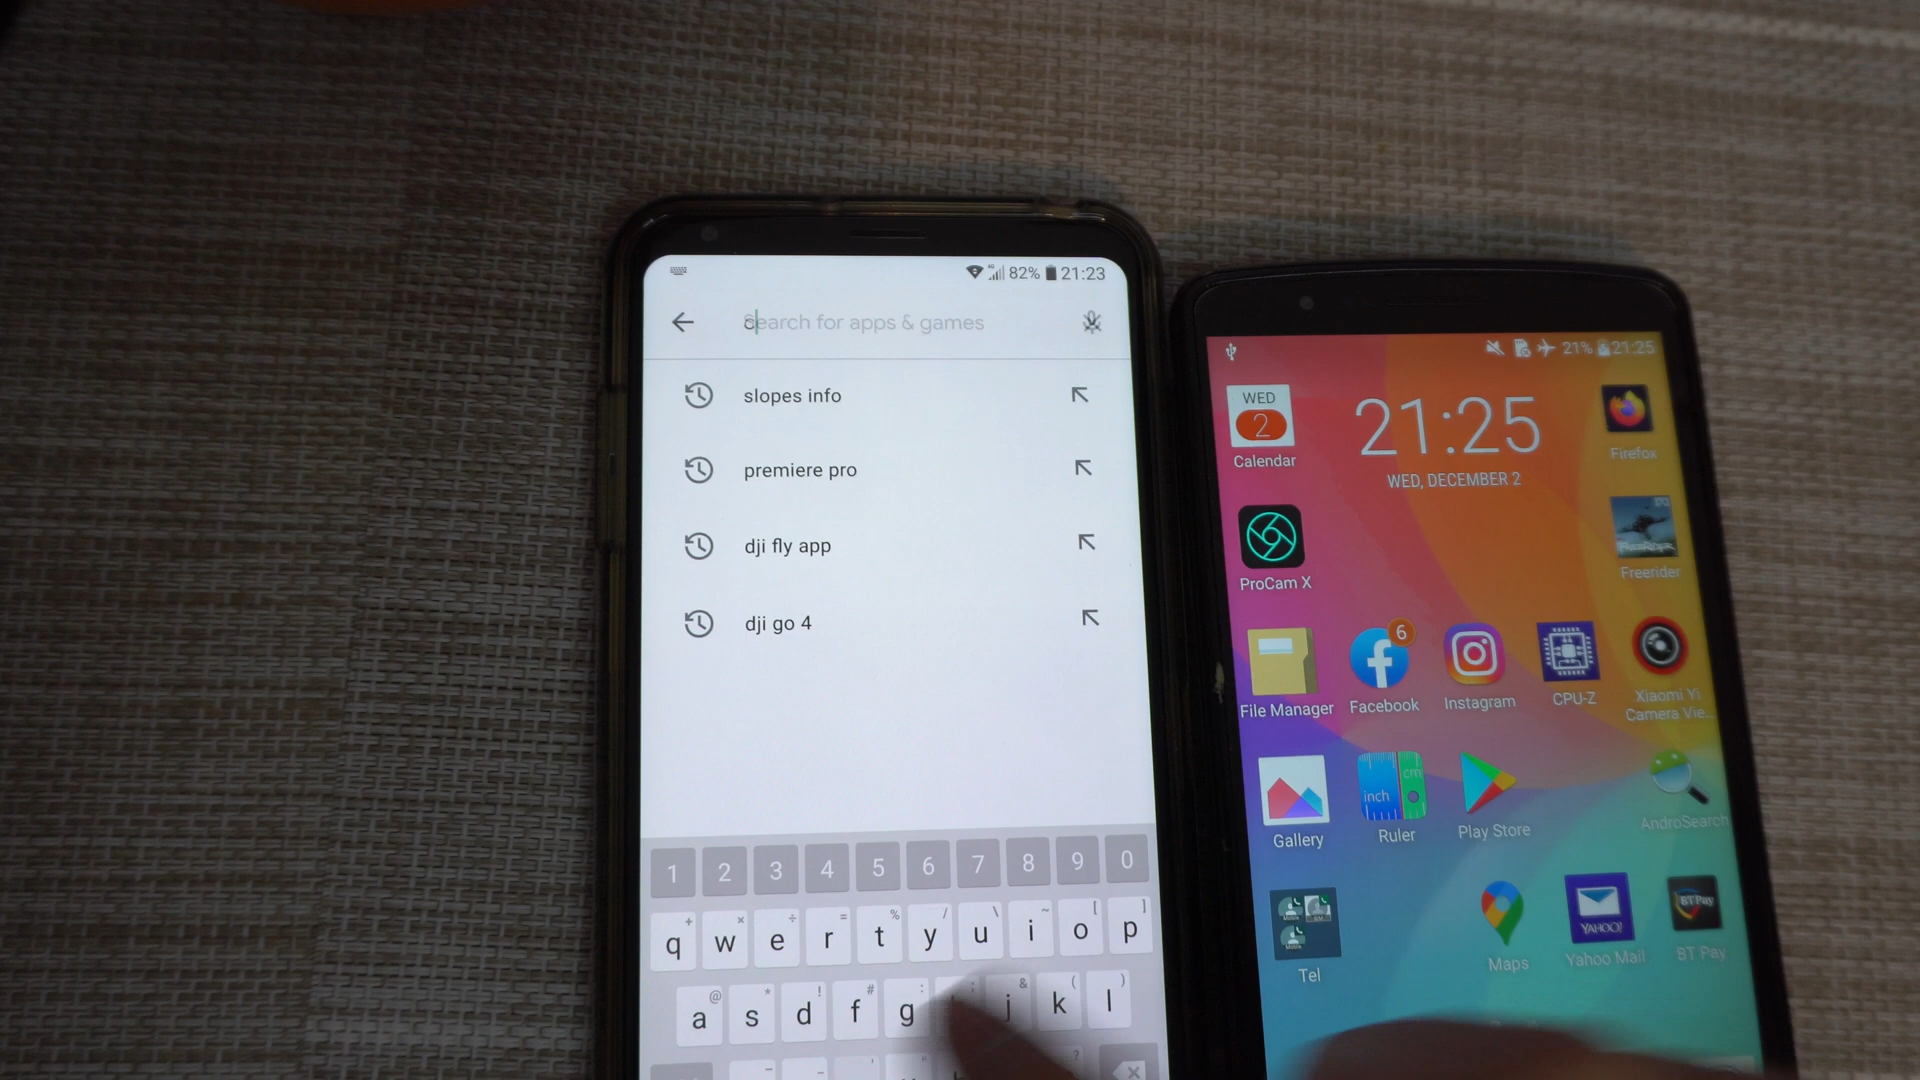 82% 21:23
Search for apps & games
slopes info
premiere pro
dji fly app
dji go 4
1 2 3 4 5 6 7 8 9 0
q w e r t y u i o p
a s d f g j k l
21% 21:25
WED
2
Calendar
21:25
WED, DECEMBER 2
Firefox
ProCam X
Freerider
File Manager
6
Facebook
Instagram
CPU-Z
Xiaomi Yi
Camera Vie...
Gallery
inch cm
Ruler
Play Store
AndroSearch
Tel
Maps
YAHOO!
Yahoo Mail
BT Pay
BT Pay